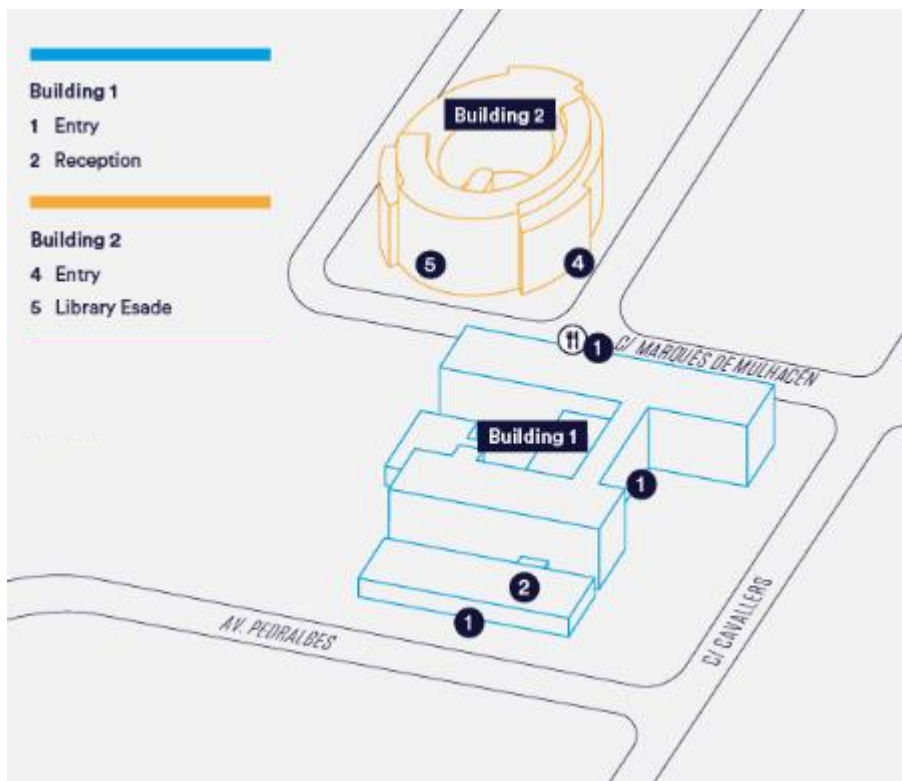 Building 1
1 Entry
2 Reception
Building 2
4 Entry
5 Library Esade
Building 2
5
4
1
C/ MARQUÈS DE MULHACÉN
Building 1
1
2
1
AV. PEDRALBES
C/ CAVALLERS